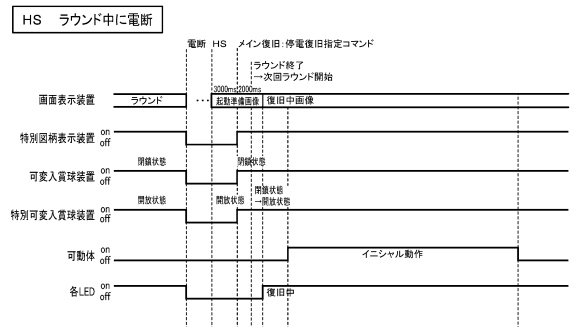 HS ラウンド中に電断
電断 HS メイン復旧:停電復旧指定コマンド
ラウンド終了
→次回ラウンド開始
3000ms 2000ms
画面表示装置 ラウンド ・・・ 起動準備画像 復旧中画像
特別図柄表示装置 on
off
閉鎖状態 閉鎖状態
可変入賞球装置 on
off
閉鎖状態
→開放状態
開放状態 開放状態
特別可変入賞球装置 on
off
可動体 on
off
イニシャル動作
各LED on
off
復旧中